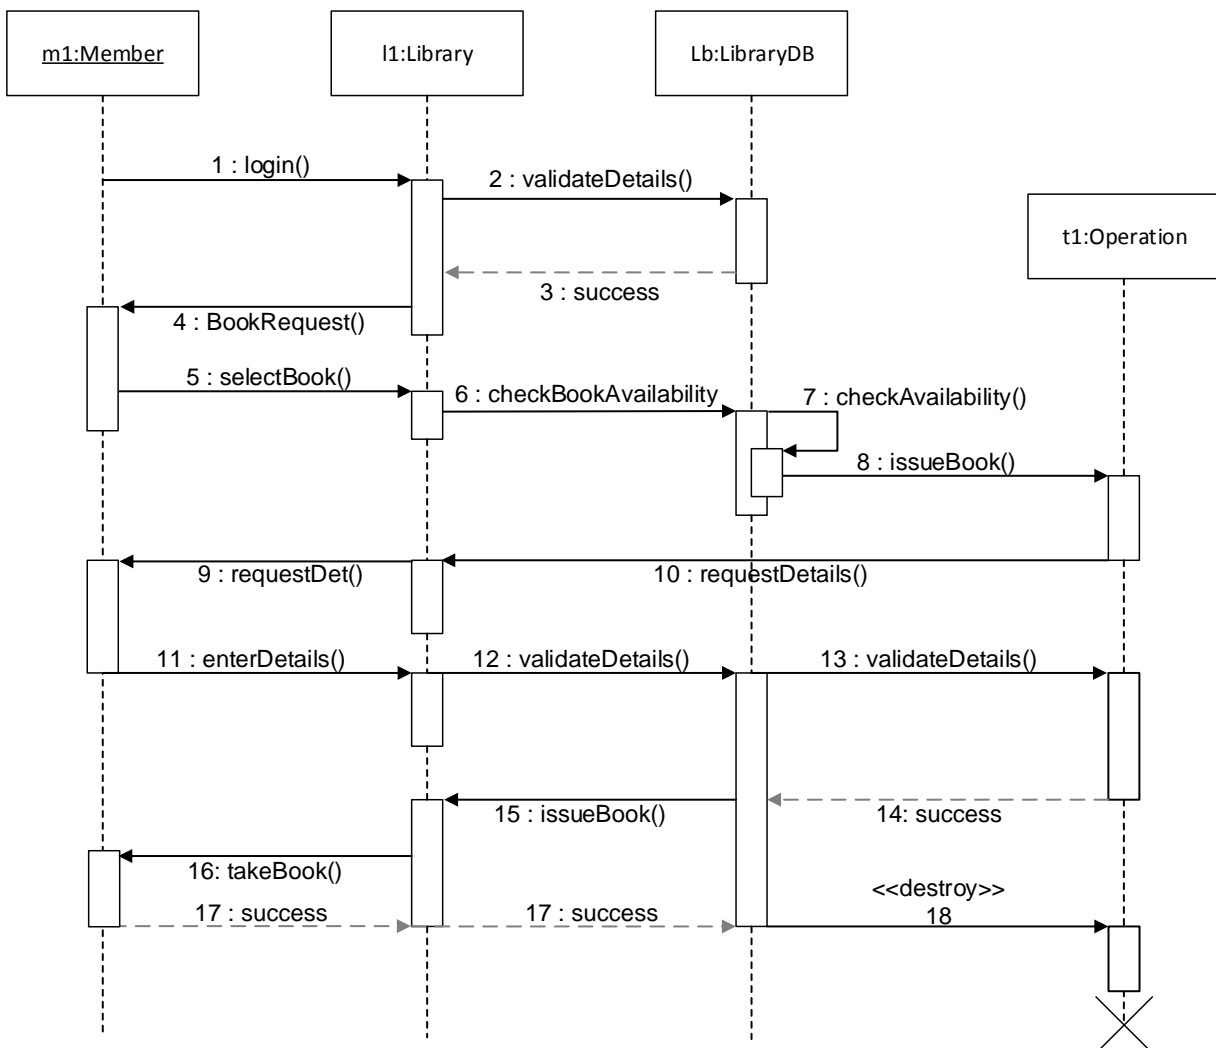 m1:Member
l1:Library
Lb:LibraryDB
t1:Operation
1 : login()
2 : validateDetails()
3 : success
4 : BookRequest()
5 : selectBook()
6 : checkBookAvailability
7 : checkAvailability()
8 : issueBook()
9 : requestDet()
10 : requestDetails()
11 : enterDetails()
12 : validateDetails()
13 : validateDetails()
14: success
15 : issueBook()
16: takeBook()
17 : success
17 : success
<<destroy>>
18